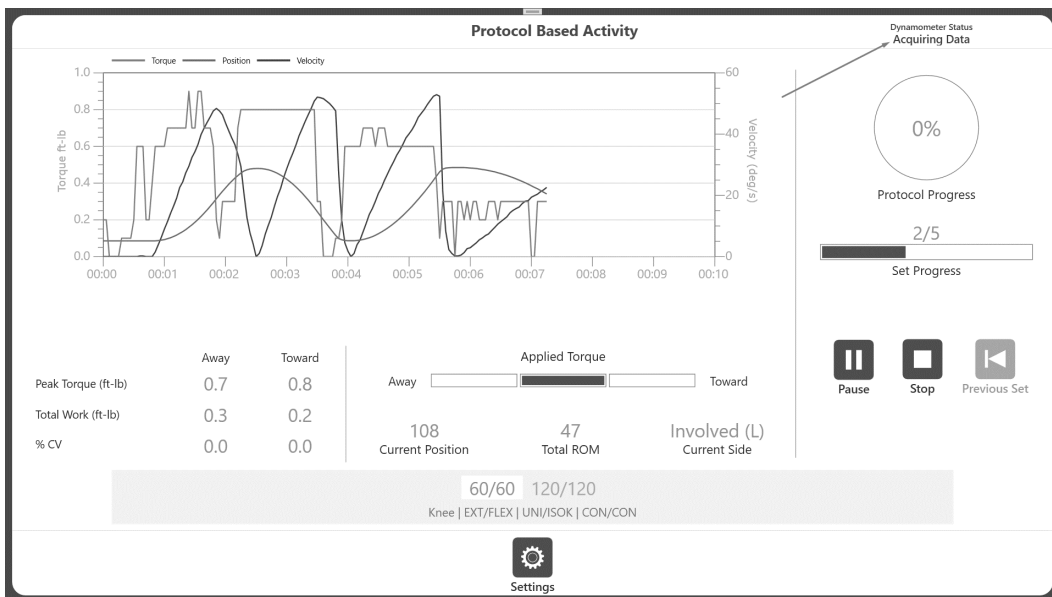 Protocol Based Activity
Dynamometer Status
Acquiring Data
Torque Position Velocity
1.0
0.8
0.6
0.4
0.2
0.0
Torque ft-lb
60
40
20
0
Velocity (deg/s)
00:00 00:01 00:02 00:03 00:04 00:05 00:06 00:07 00:08 00:09 00:10
0%
Protocol Progress
2/5
Set Progress
Pause Stop Previous Set
Away Toward
Peak Torque (ft-lb) 0.7 0.8
Total Work (ft-lb) 0.3 0.2
% CV 0.0 0.0
Applied Torque
Away Toward
108 47 Involved (L)
Current Position Total ROM Current Side
60/60 120/120
Knee | EXT/FLEX | UNI/ISOK | CON/CON
Settings